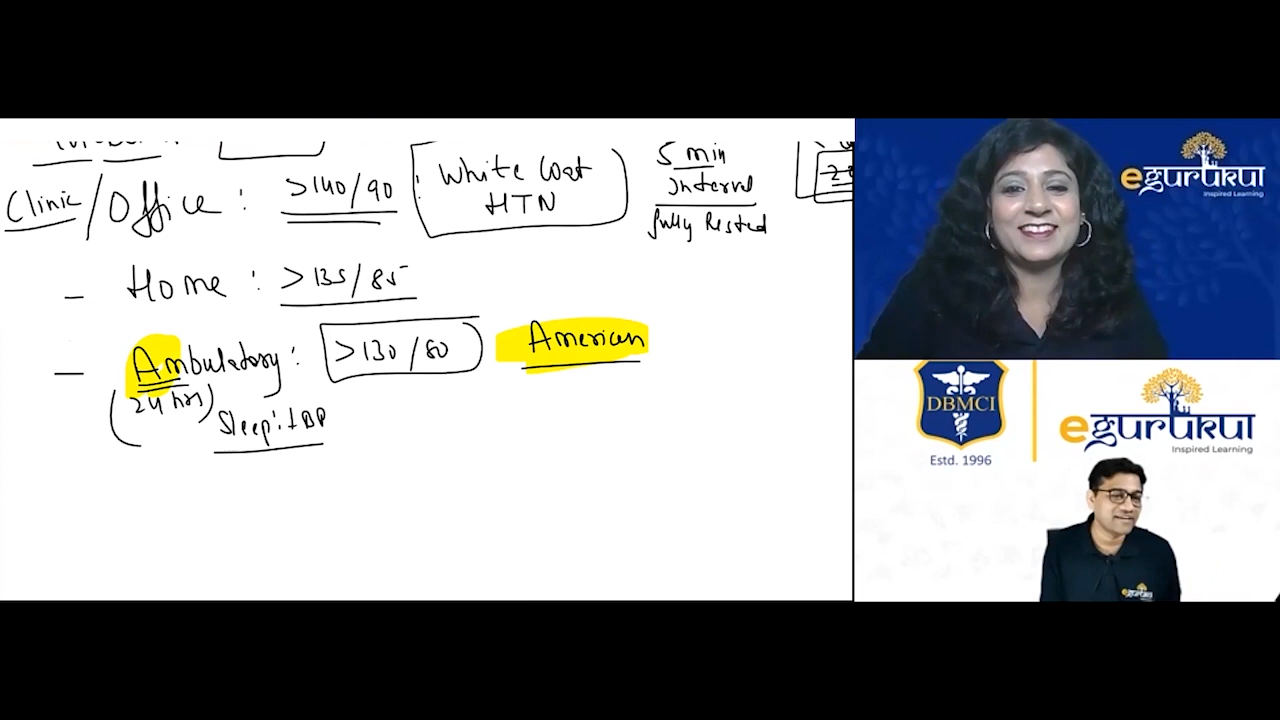 Clinic/Office : >140/90
: White Coat
HTN
5 min
interval
fully Rested
- Home : >135/85
- Ambulatory : >130/80 American
(24 hrs)
Sleep : ↓BP
egurukul
Inspired Learning
DBMCI
Estd. 1996
egurukul
Inspired Learning
egurukul